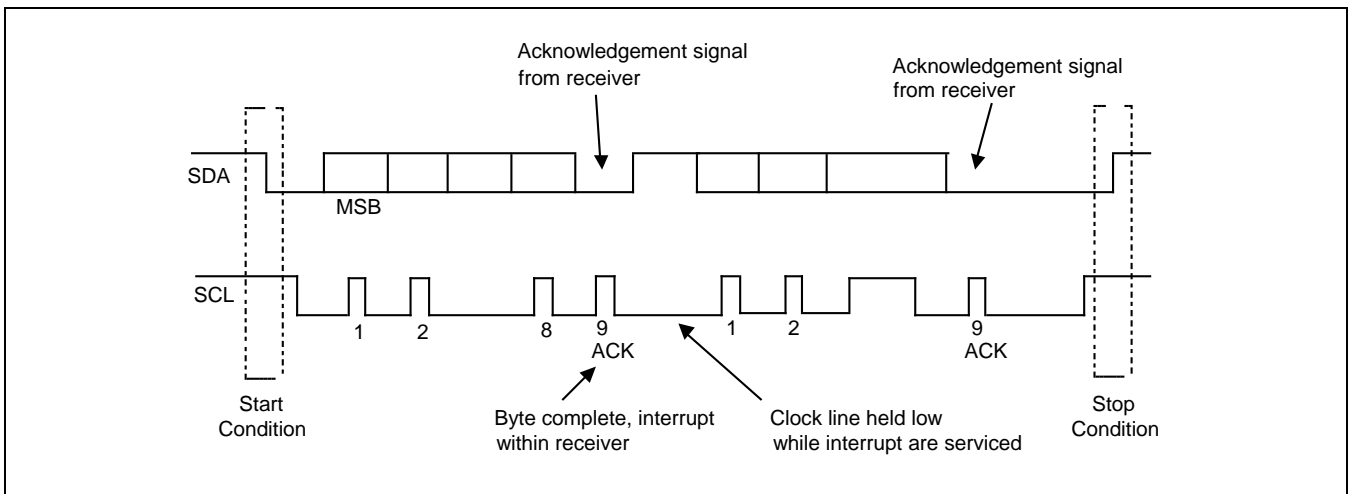 Acknowledgement signal
from receiver
Acknowledgement signal
from receiver
SDA
MSB
SCL
1
2
8
9
1
2
9
ACK
ACK
Start
Condition
Byte complete, interrupt
within receiver
Clock line held low
while interrupt are serviced
Stop
Condition